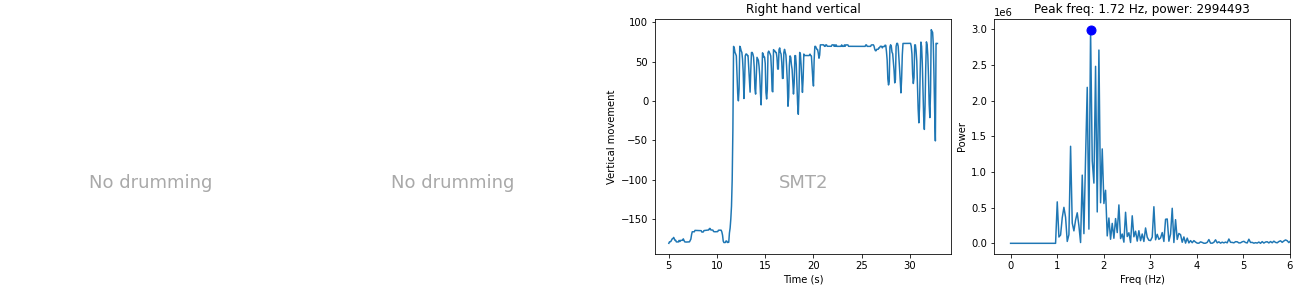 No drumming
No drumming
Right hand vertical
Vertical movement
100
50
0
−50
−100
−150
SMT2
5
10
15
20
25
30
Time (s)
Peak freq: 1.72 Hz, power: 2994493
1e6
Power
3.0
2.5
2.0
1.5
1.0
0.5
0.0
0
1
2
3
4
5
6
Freq (Hz)